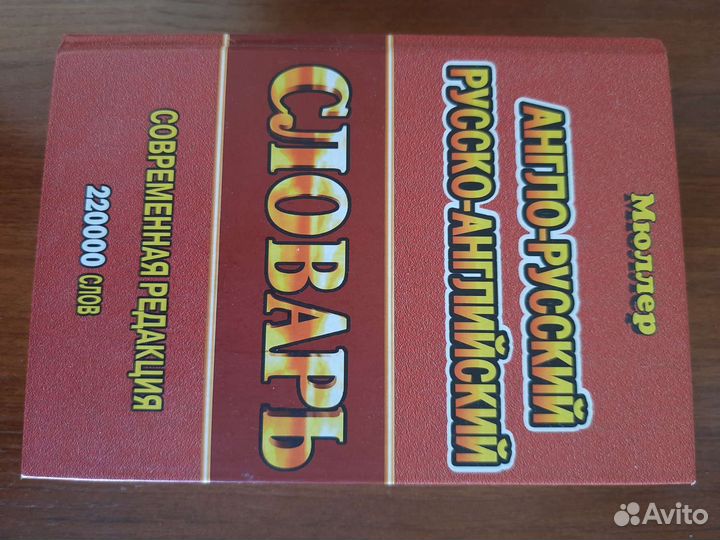 Мюллер
АНГЛО-РУССКИЙ
РУССКО-АНГЛИЙСКИЙ
СЛОВАРЬ
СОВРЕМЕННАЯ РЕДАКЦИЯ
220000 СЛОВ
Avito